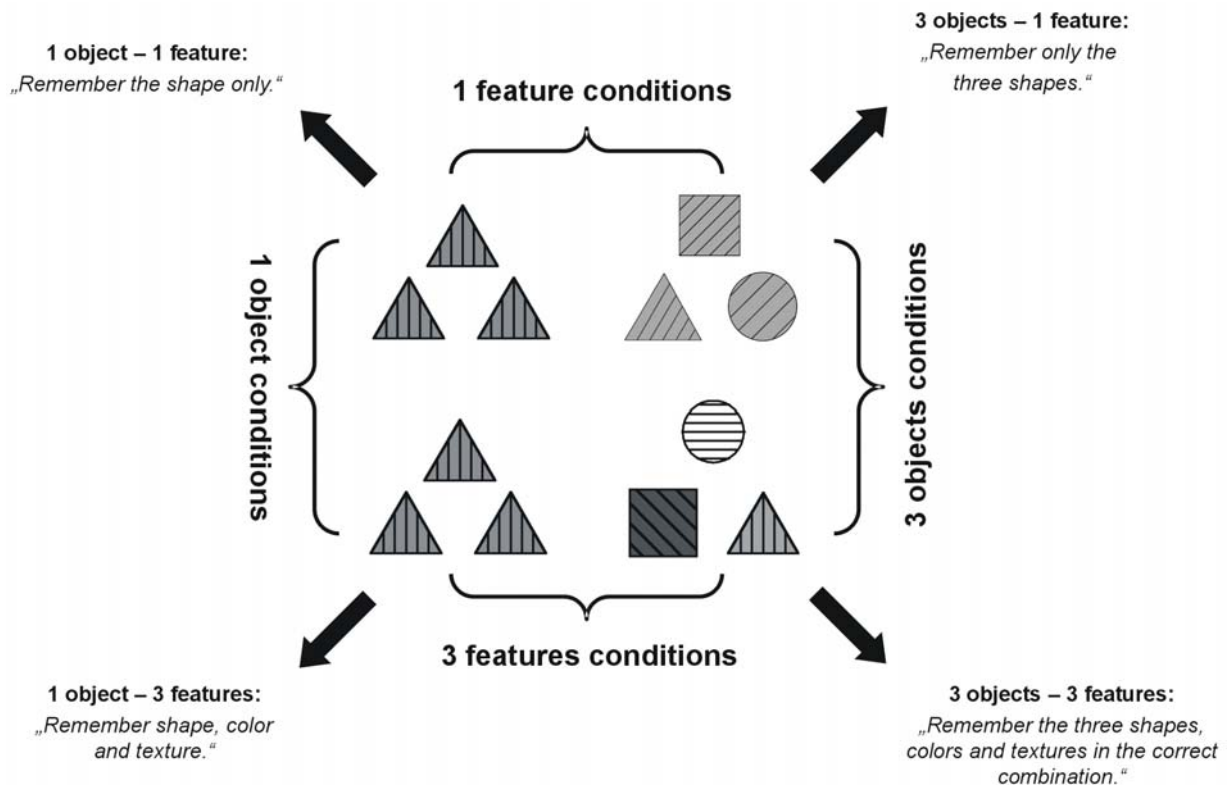 1 object – 1 feature:
„Remember the shape only.“
3 objects – 1 feature:
„Remember only the
three shapes.“
1 feature conditions
1 object conditions
3 objects conditions
3 features conditions
1 object – 3 features:
„Remember shape, color
and texture.“
3 objects – 3 features:
„Remember the three shapes,
colors and textures in the correct
combination.“